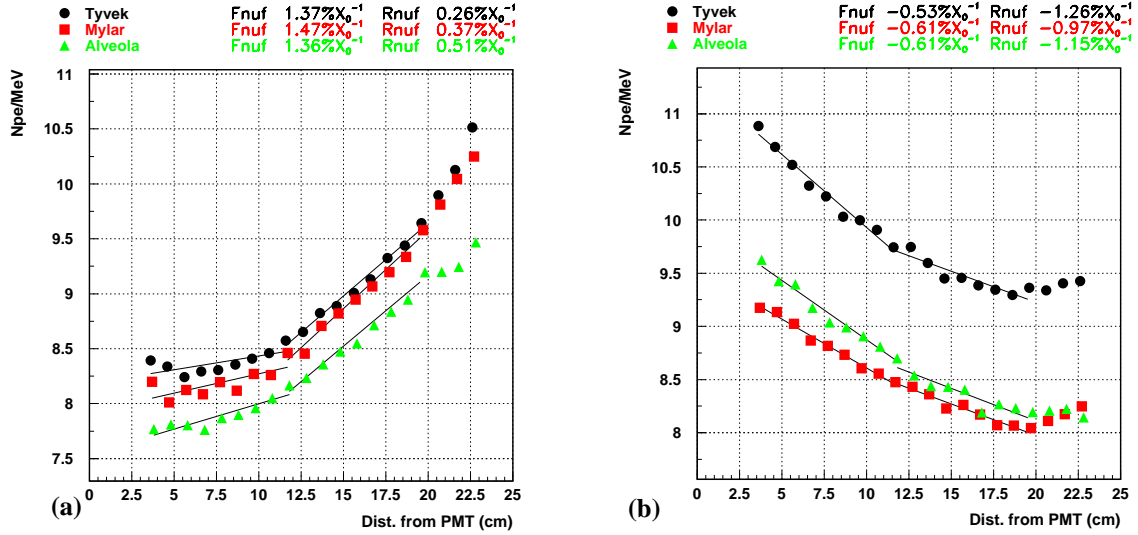 Tyvek Fnuf 1.37%X₀⁻¹ Rnuf 0.26%X₀⁻¹
Mylar Fnuf 1.47%X₀⁻¹ Rnuf 0.37%X₀⁻¹
Alveola Fnuf 1.36%X₀⁻¹ Rnuf 0.51%X₀⁻¹
Npe/MeV
11
10.5
10
9.5
9
8.5
8
7.5
0 2.5 5 7.5 10 12.5 15 17.5 20 22.5 25
(a)
Dist. from PMT (cm)
Tyvek Fnuf −0.53%X₀⁻¹ Rnuf −1.26%X₀⁻¹
Mylar Fnuf −0.61%X₀⁻¹ Rnuf −0.97%X₀⁻¹
Alveola Fnuf −0.61%X₀⁻¹ Rnuf −1.15%X₀⁻¹
Npe/MeV
11
10.5
10
9.5
9
8.5
8
0 2.5 5 7.5 10 12.5 15 17.5 20 22.5 25
(b)
Dist. from PMT (cm)